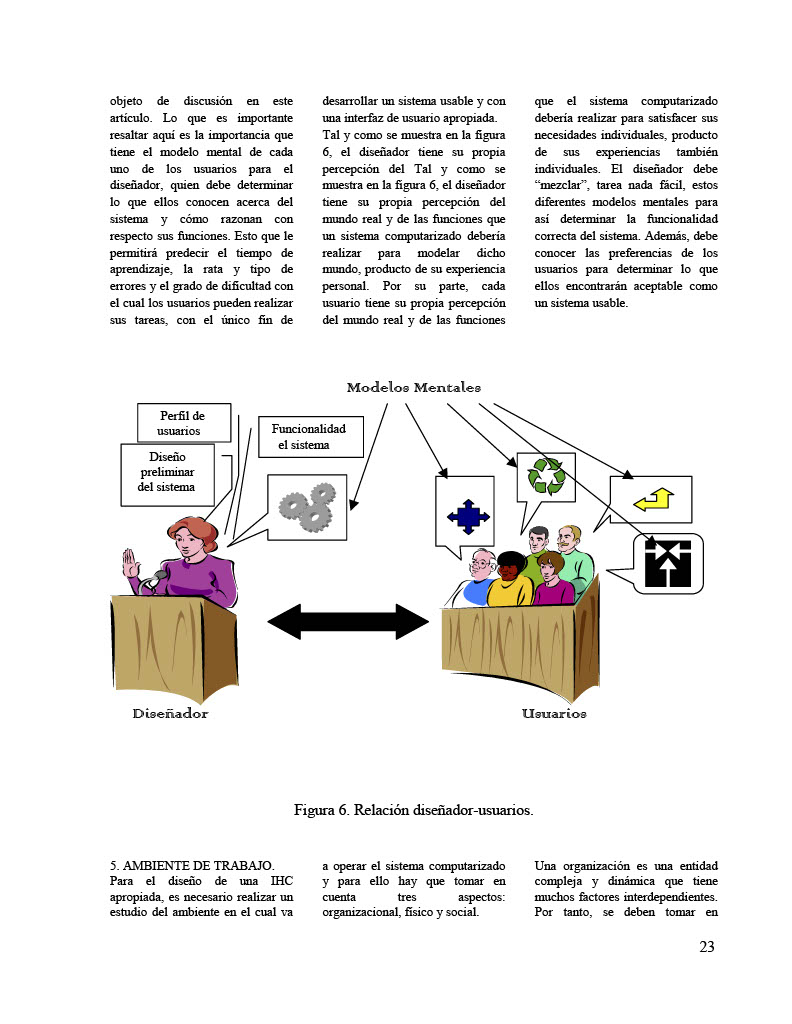 objeto de discusión en este
artículo. Lo que es importante
resaltar aquí es la importancia que
tiene el modelo mental de cada
uno de los usuarios para el
diseñador, quien debe determinar
lo que ellos conocen acerca del
sistema y cómo razonan con
respecto sus funciones. Esto que le
permitirá predecir el tiempo de
aprendizaje, la rata y tipo de
errores y el grado de dificultad con
el cual los usuarios pueden realizar
sus tareas, con el único fin de
desarrollar un sistema usable y con
una interfaz de usuario apropiada.
Tal y como se muestra en la figura
6, el diseñador tiene su propia
percepción del Tal y como se
muestra en la figura 6, el diseñador
tiene su propia percepción del
mundo real y de las funciones que
un sistema computarizado debería
realizar para modelar dicho
mundo, producto de su experiencia
personal. Por su parte, cada
usuario tiene su propia percepción
del mundo real y de las funciones
que el sistema computarizado
debería realizar para satisfacer sus
necesidades individuales, producto
de sus experiencias también
individuales. El diseñador debe
“mezclar”, tarea nada fácil, estos
diferentes modelos mentales para
así determinar la funcionalidad
correcta del sistema. Además, debe
conocer las preferencias de los
usuarios para determinar lo que
ellos encontrarán aceptable como
un sistema usable.
Modelos Mentales
Perfil de
usuarios
Funcionalidad
el sistema
Diseño
preliminar
del sistema
Diseñador
Usuarios
Figura 6. Relación diseñador-usuarios.
5. AMBIENTE DE TRABAJO.
Para el diseño de una IHC
apropiada, es necesario realizar un
estudio del ambiente en el cual va
a operar el sistema computarizado
y para ello hay que tomar en
cuenta tres aspectos:
organizacional, físico y social.
Una organización es una entidad
compleja y dinámica que tiene
muchos factores interdependientes.
Por tanto, se deben tomar en
23